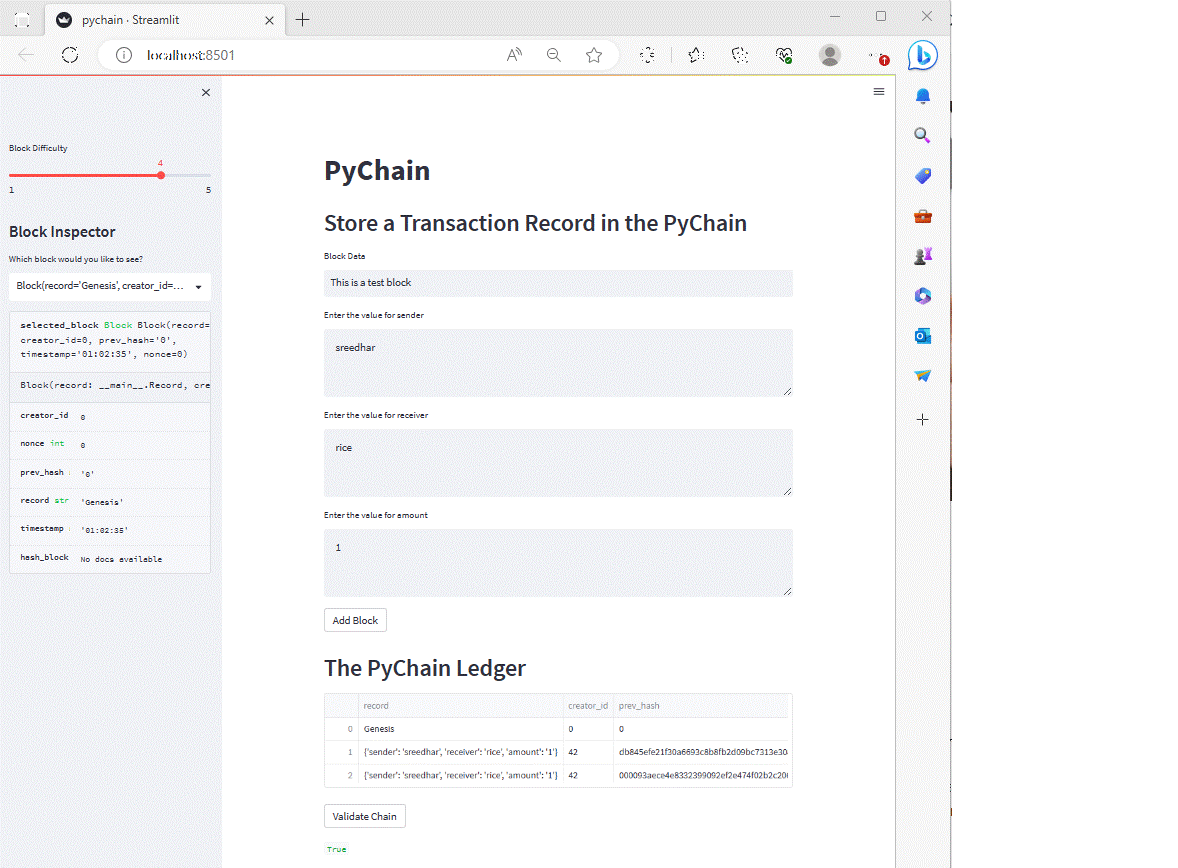 pychain · Streamlit
localhost:8501
Block Difficulty
4
1 5
Block Inspector
Which block would you like to see?
Block(record='Genesis', creator_id=...
selected_block Block Block(record=
creator_id=0, prev_hash='0',
timestamp='01:02:35', nonce=0)
Block(record: __main__.Record, cre
creator_id 0
nonce int 0
prev_hash '0'
record str 'Genesis'
timestamp '01:02:35'
hash_block No docs available
PyChain
Store a Transaction Record in the PyChain
Block Data
This is a test block
Enter the value for sender
sreedhar
Enter the value for receiver
rice
Enter the value for amount
1
Add Block
The PyChain Ledger
record creator_id prev_hash
0 Genesis 0 0
1 {'sender': 'sreedhar', 'receiver': 'rice', 'amount': '1'} 42 db845efe21f30a6693c8b8fb2d09bc7313e30
2 {'sender': 'sreedhar', 'receiver': 'rice', 'amount': '1'} 42 000093aece4e8332399092ef2e474f02b2c20
Validate Chain
True